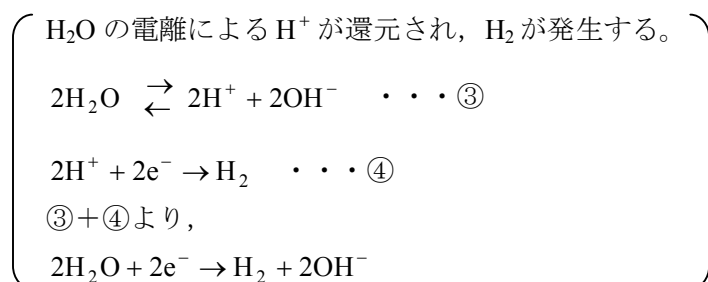 H₂O の電離による H⁺ が還元され，H₂ が発生する。
2H₂O ⇄ 2H⁺ + 2OH⁻ ・・・③
2H⁺ + 2e⁻ → H₂ ・・・④
③＋④より，
2H₂O + 2e⁻ → H₂ + 2OH⁻